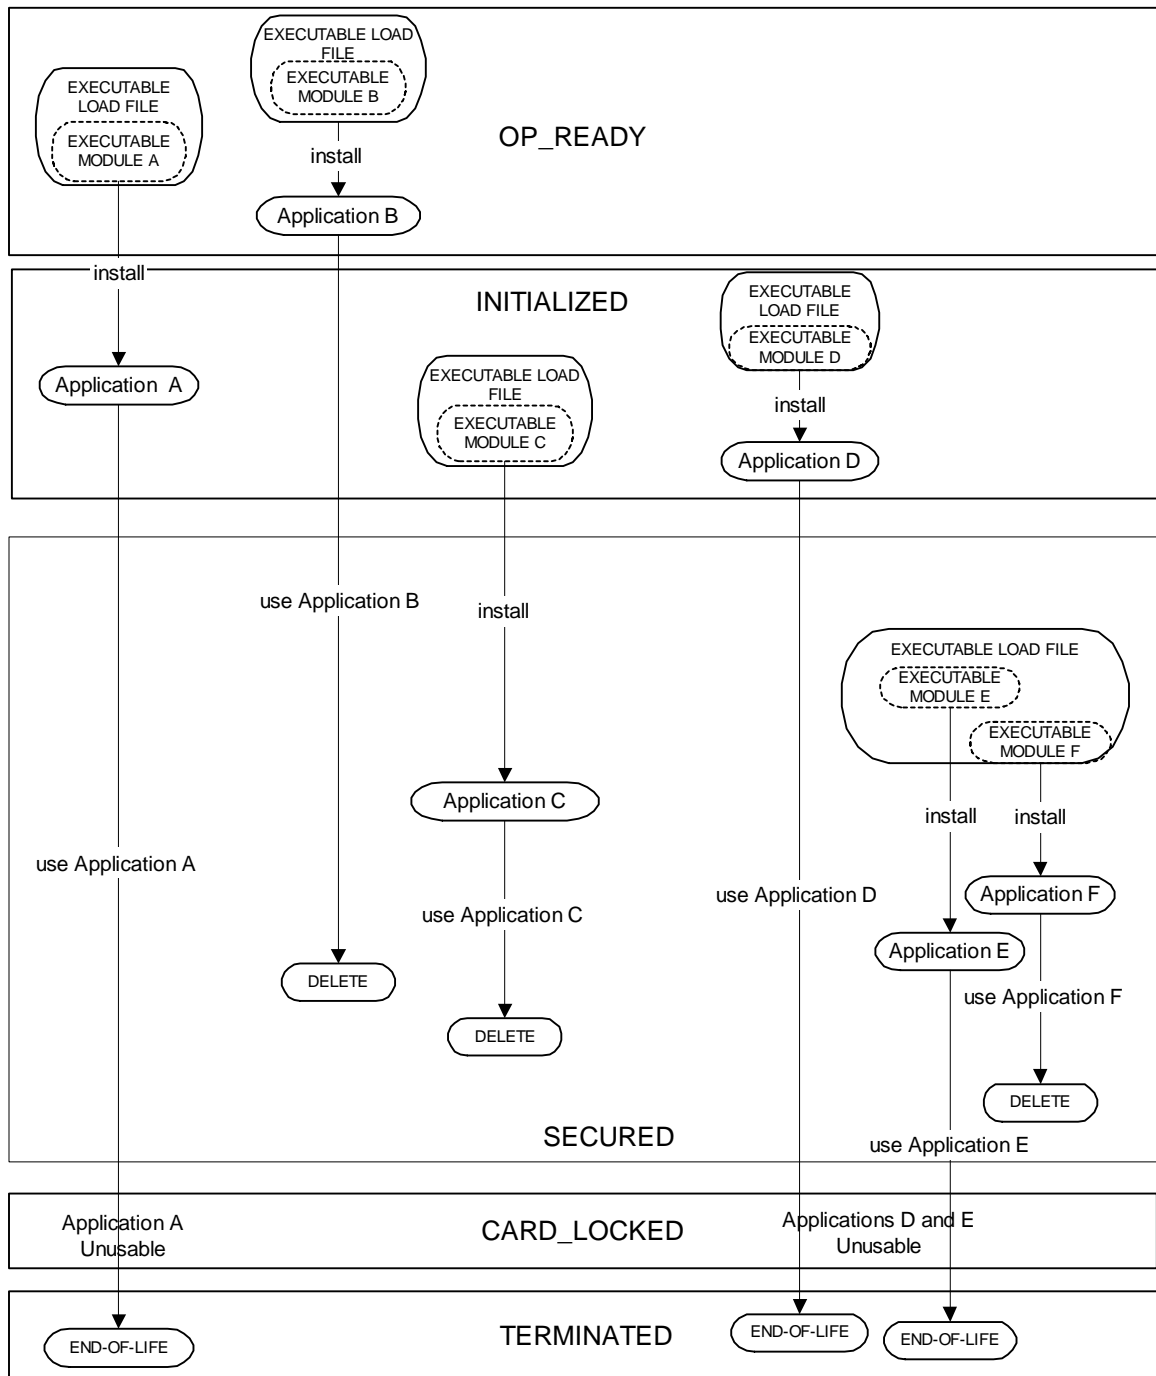 EXECUTABLE LOAD
FILE
EXECUTABLE
MODULE B
EXECUTABLE
LOAD FILE
EXECUTABLE
MODULE A
OP_READY
install
Application B
install
INITIALIZED
EXECUTABLE
LOAD FILE
EXECUTABLE
MODULE D
Application A
EXECUTABLE LOAD
FILE
EXECUTABLE
MODULE C
install
Application D
use Application B
install
EXECUTABLE LOAD FILE
EXECUTABLE
MODULE E
EXECUTABLE
MODULE F
Application C
install
install
use Application A
use Application C
use Application D
Application F
Application E
DELETE
use Application F
DELETE
DELETE
SECURED
use Application E
Application A
Unusable
CARD_LOCKED
Applications D and E
Unusable
END-OF-LIFE
TERMINATED
END-OF-LIFE
END-OF-LIFE